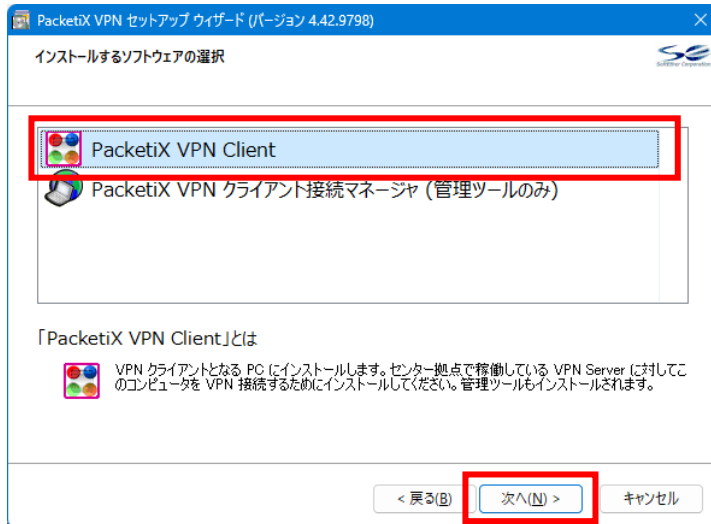 PacketiX VPN セットアップ ウィザード (バージョン 4.42.9798)
インストールするソフトウェアの選択
SoftEther Corporation
PacketiX VPN Client
PacketiX VPN クライアント接続マネージャ (管理ツールのみ)
「PacketiX VPN Client」とは
VPN クライアントとなる PC にインストールします。センター拠点で稼働している VPN Server に対してこ
のコンピュータを VPN 接続するためにインストールしてください。管理ツールもインストールされます。
< 戻る(B)
次へ(N) >
キャンセル